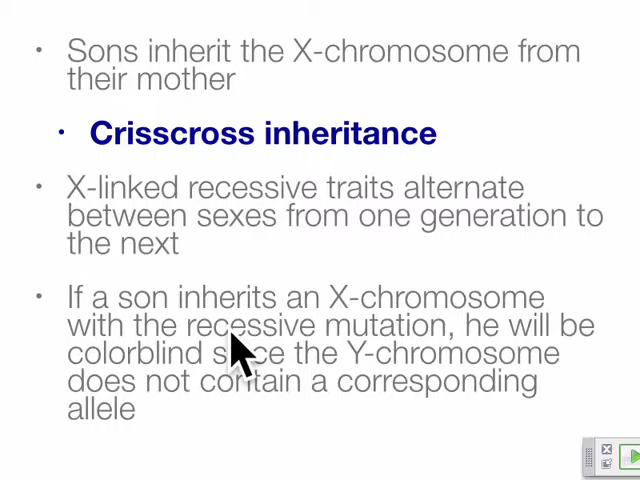 • Sons inherit the X-chromosome from
their mother
• Crisscross inheritance
• X-linked recessive traits alternate
between sexes from one generation to
the next
• If a son inherits an X-chromosome
with the recessive mutation, he will be
colorblind since the Y-chromosome
does not contain a corresponding
allele